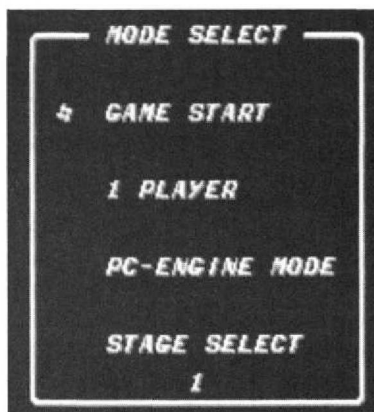 MODE SELECT
GAME START
1 PLAYER
PC-ENGINE MODE
STAGE SELECT
1